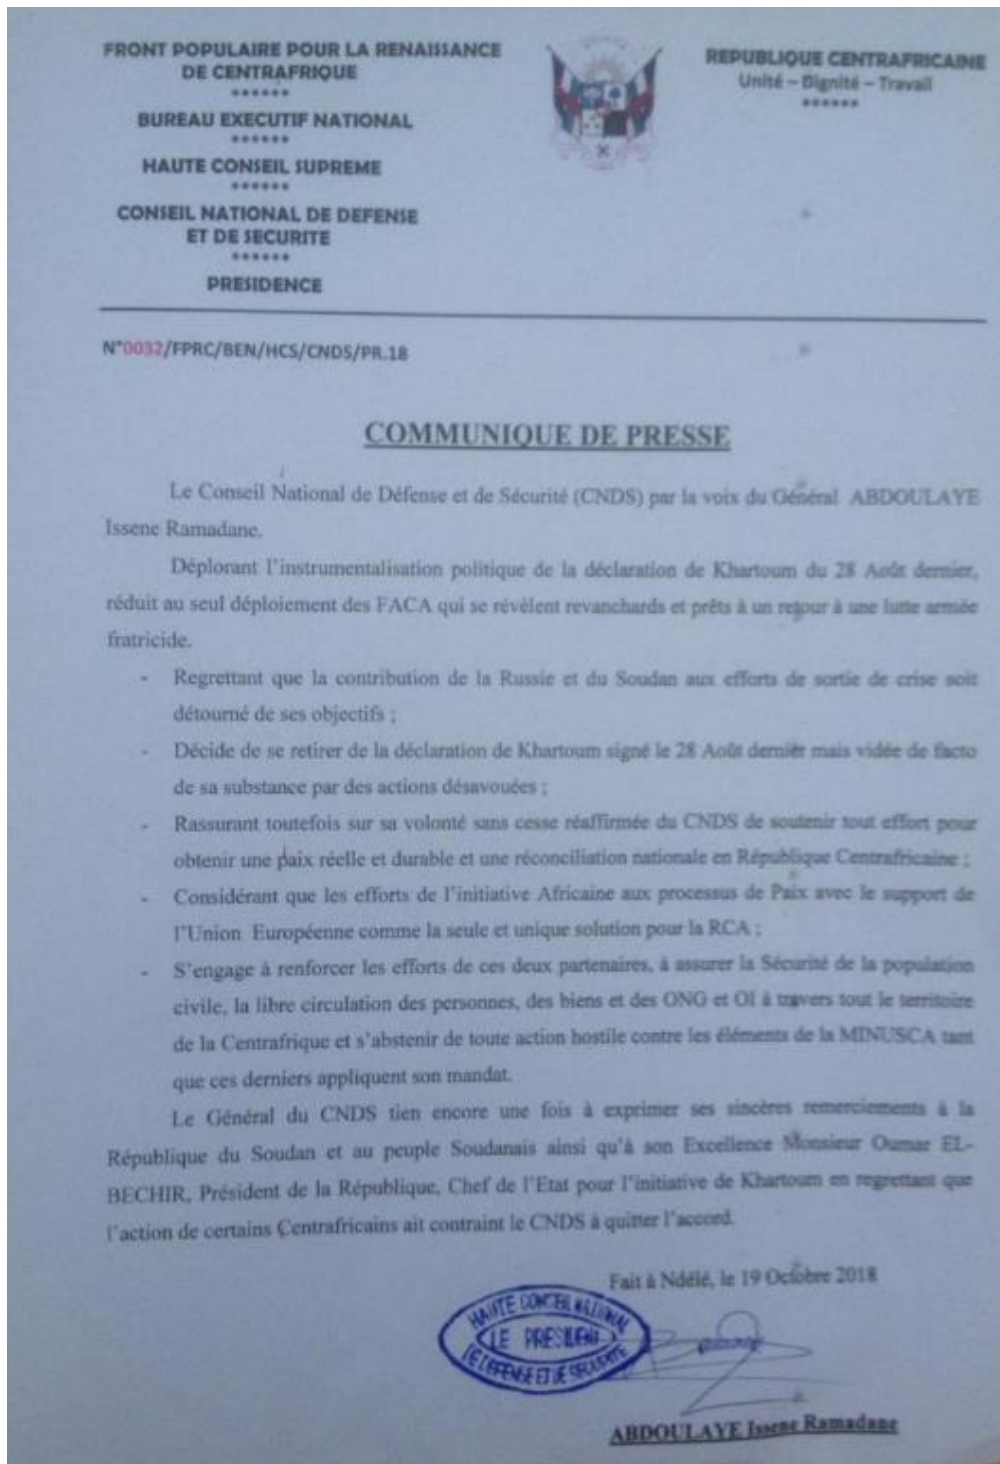 FRONT POPULAIRE POUR LA RENAISSANCE
DE CENTRAFRIQUE
******
BUREAU EXECUTIF NATIONAL
******
HAUTE CONSEIL SUPREME
******
CONSEIL NATIONAL DE DEFENSE
ET DE SECURITE
******
PRESIDENCE
REPUBLIQUE CENTRAFRICAINE
Unité – Dignité – Travail
******
N°0032/FPRC/BEN/HCS/CNDS/PR.18
COMMUNIQUE DE PRESSE
Le Conseil National de Défense et de Sécurité (CNDS) par la voix du Général ABDOULAYE
Issene Ramadane.
Déplorant l'instrumentalisation politique de la déclaration de Khartoum du 28 Août dernier,
réduit au seul déploiement des FACA qui se révèlent revanchards et prêts à un retour à une lutte armée
fratricide.
- Regrettant que la contribution de la Russie et du Soudan aux efforts de sortie de crise soit
détourné de ses objectifs ;
- Décide de se retirer de la déclaration de Khartoum signé le 28 Août dernier mais vidée de facto
de sa substance par des actions désavouées ;
- Rassurant toutefois sur sa volonté sans cesse réaffirmée du CNDS de soutenir tout effort pour
obtenir une paix réelle et durable et une réconciliation nationale en République Centrafricaine ;
- Considérant que les efforts de l'initiative Africaine aux processus de Paix avec le support de
l'Union Européenne comme la seule et unique solution pour la RCA ;
- S'engage à renforcer les efforts de ces deux partenaires, à assurer la Sécurité de la population
civile, la libre circulation des personnes, des biens et des ONG et OI à travers tout le territoire
de la Centrafrique et s'abstenir de toute action hostile contre les éléments de la MINUSCA tant
que ces derniers appliquent son mandat.
Le Général du CNDS tien encore une fois à exprimer ses sincères remerciements à la
République du Soudan et au peuple Soudanais ainsi qu'à son Excellence Monsieur Oumar EL-
BECHIR, Président de la République, Chef de l'Etat pour l'initiative de Khartoum en regrettant que
l'action de certains Centrafricains ait contraint le CNDS à quitter l'accord.
Fait à Ndélé, le 19 Octobre 2018
HAUTE CONSEIL NATIONAL
LE PRESIDENT
DE DEFENSE ET DE SECURITE
ABDOULAYE Issene Ramadane